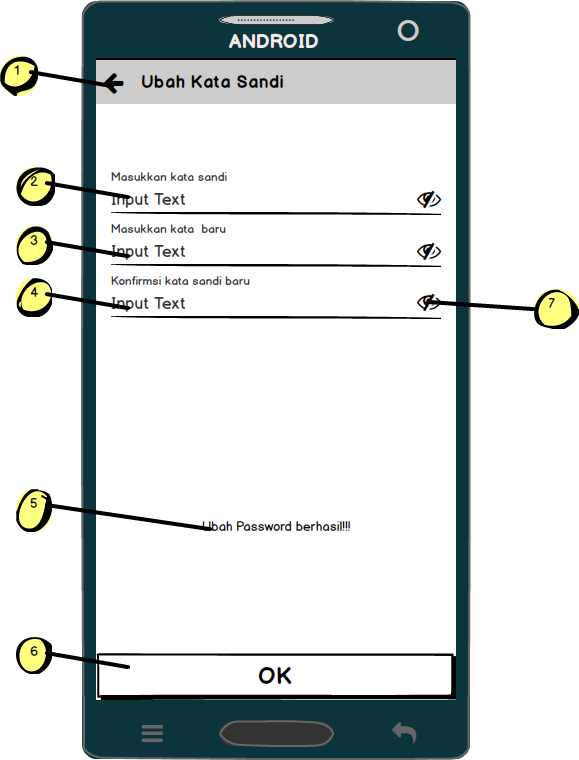 ANDROID
1
Ubah Kata Sandi
2
Masukkan kata sandi
Input Text
3
Masukkan kata baru
Input Text
4
Konfirmsi kata sandi baru
Input Text
7
5
Ubah Password berhasil!!!
6
OK